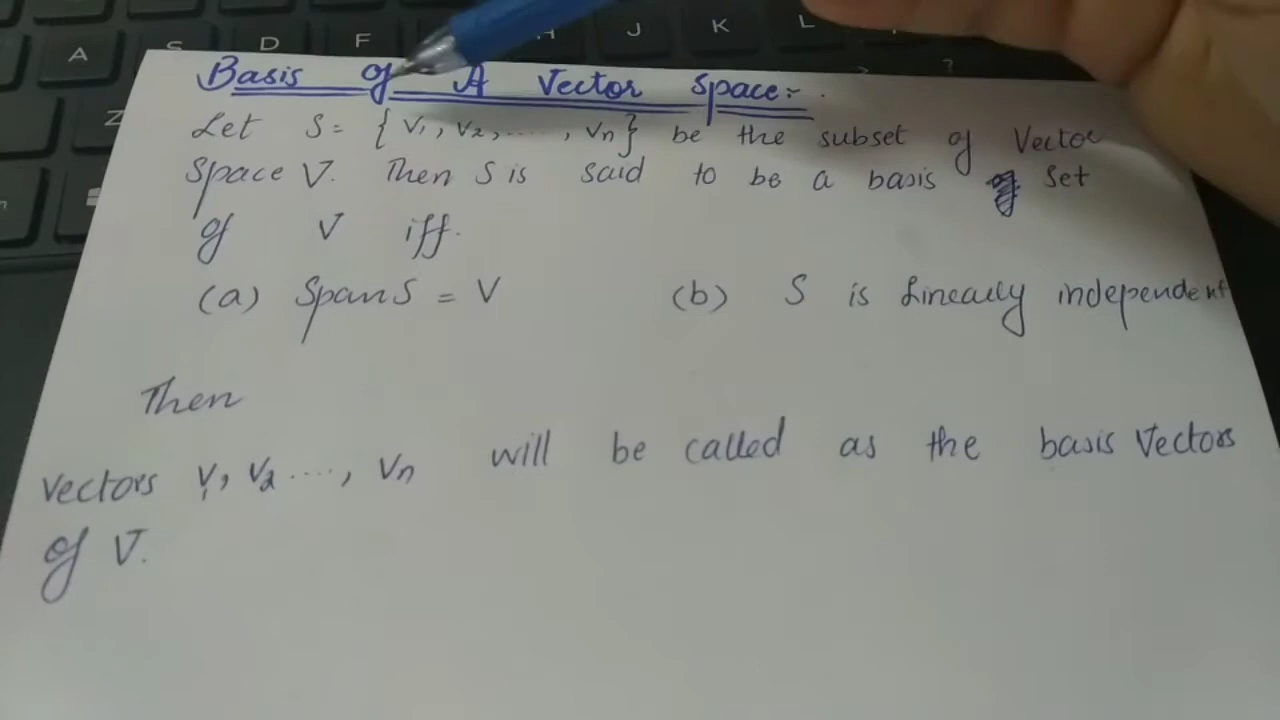 A S D F H J K L
Z
Basis of A Vector Space:-
Let S = {V1, V2, ...., Vn} be the subset of Vector
Space V. Then S is said to be a basis set
of V iff.
(a) Span S = V (b) S is Linearly independent
Then
Vectors V1, V2 ...., Vn will be called as the basis Vectors
of V.